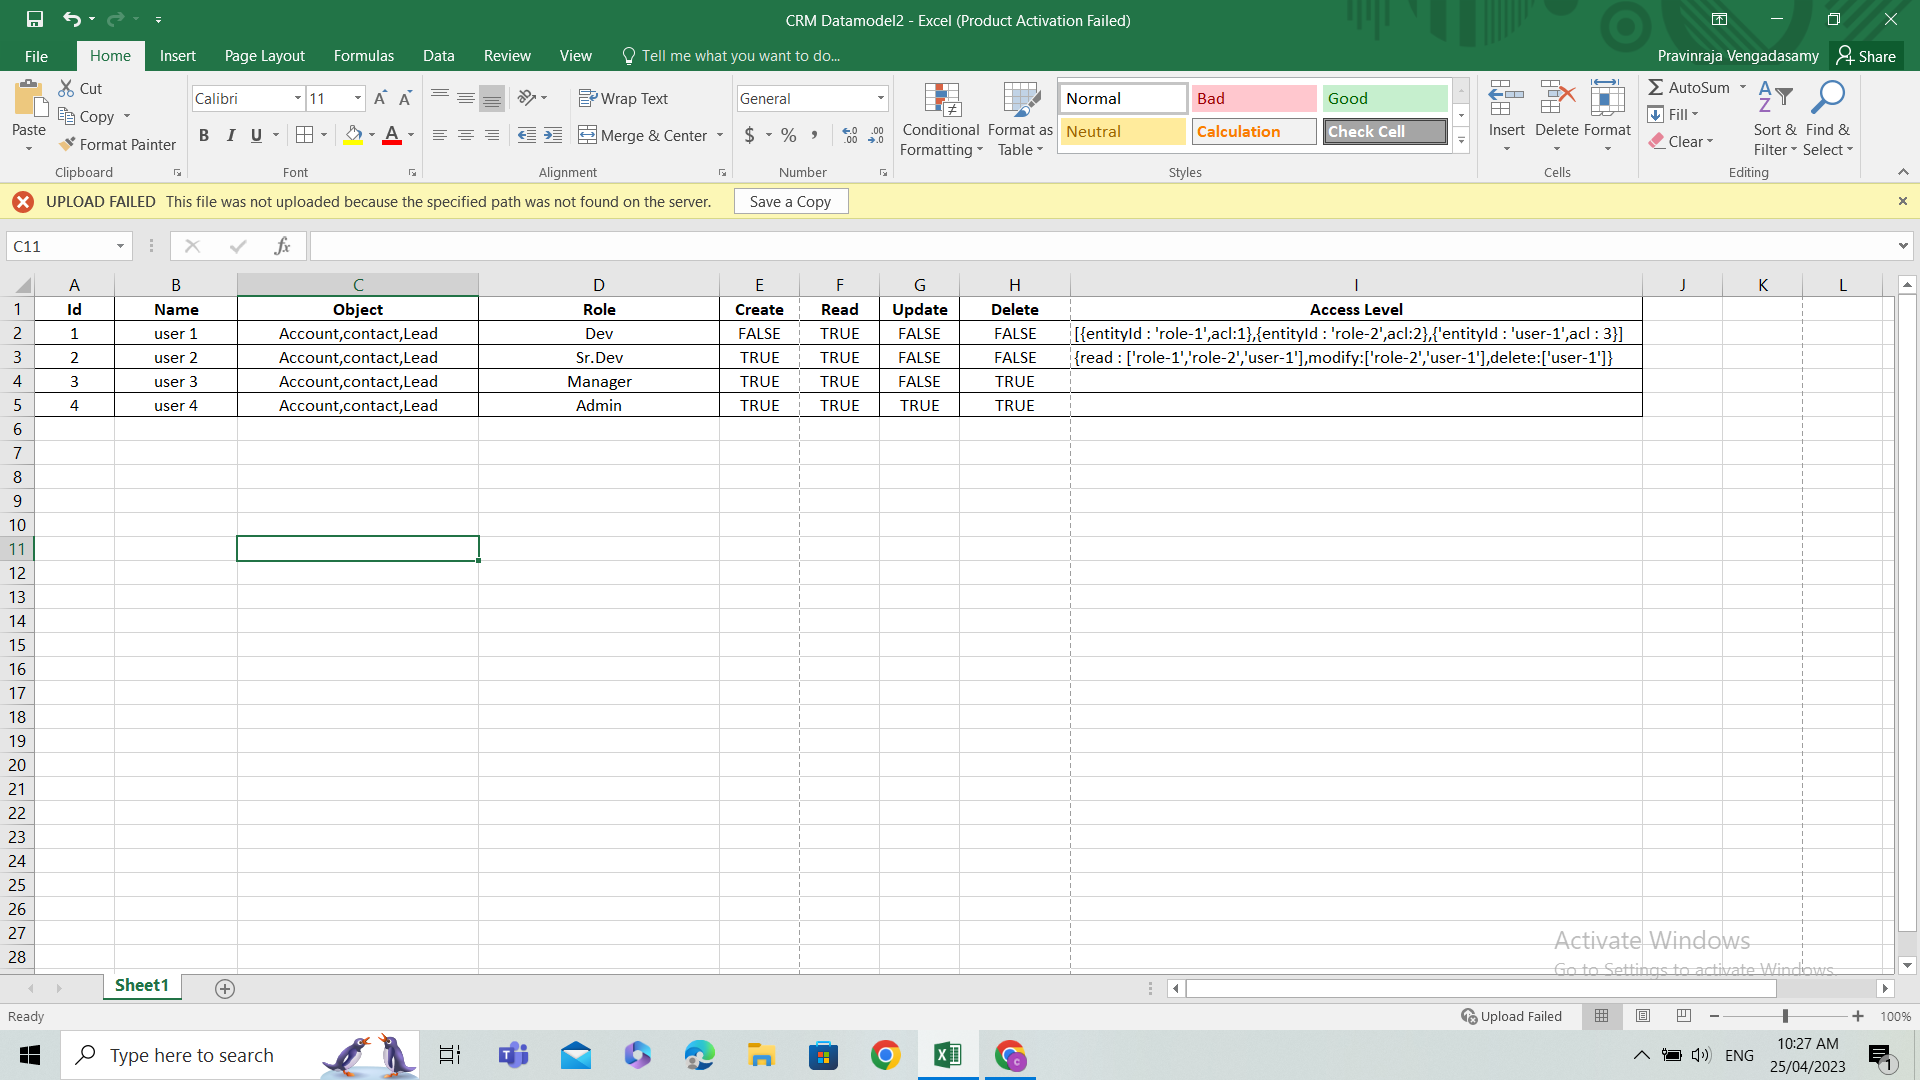 CRM Datamodel2 - Excel (Product Activation Failed)
File Home Insert Page Layout Formulas Data Review View Tell me what you want to do... Pravinraja Vengadasamy Share
Paste
Cut
Copy
Format Painter
Clipboard
Calibri 11
B I U
Font
Wrap Text
Merge & Center
Alignment
General
$ % ,
Number
Conditional Formatting
Format as Table
Normal Bad Good
Neutral Calculation Check Cell
Styles
Insert Delete Format
Cells
AutoSum
Fill
Clear
Sort & Filter
Find & Select
Editing
UPLOAD FAILED This file was not uploaded because the specified path was not found on the server. Save a Copy
C11 fx
A B C D E F G H I J K L
1 Id Name Object Role Create Read Update Delete Access Level
2 1 user 1 Account,contact,Lead Dev FALSE TRUE FALSE FALSE [{entityId : 'role-1',acl:1},{entityId : 'role-2',acl:2},{'entityId : 'user-1',acl : 3}]
3 2 user 2 Account,contact,Lead Sr.Dev TRUE TRUE FALSE FALSE {read : ['role-1','role-2','user-1'],modify:['role-2','user-1'],delete:['user-1']}
4 3 user 3 Account,contact,Lead Manager TRUE TRUE FALSE TRUE
5 4 user 4 Account,contact,Lead Admin TRUE TRUE TRUE TRUE
6
7
8
9
10
11
12
13
14
15
16
17
18
19
20
21
22
23
24
25
26
27
28
Activate Windows
Go to Settings to activate Windows.
Sheet1
Ready Upload Failed 100%
Type here to search
ENG
10:27 AM
25/04/2023
1